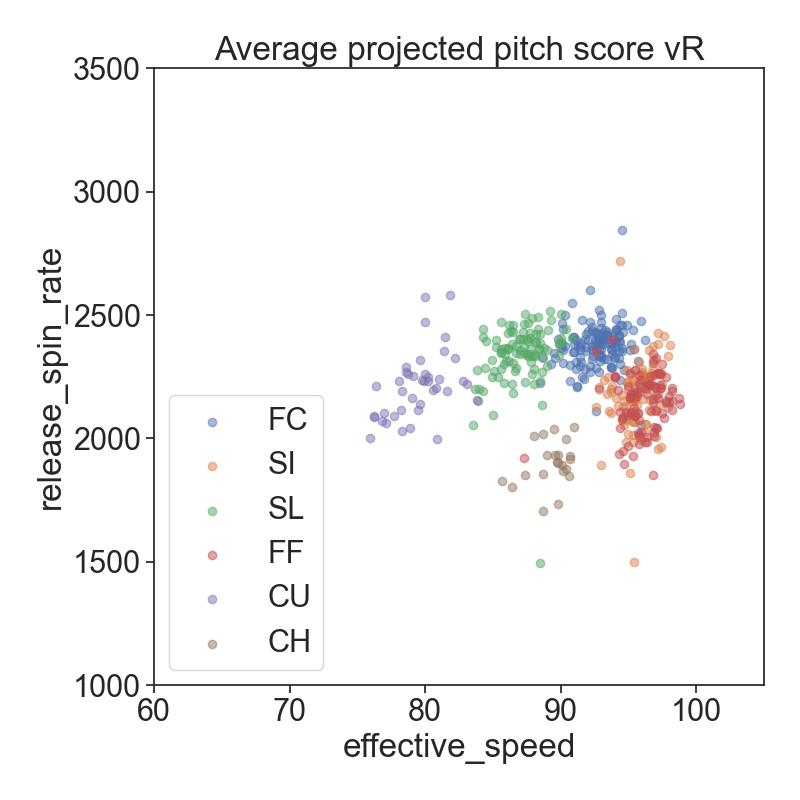 Average projected pitch score vR
3500
3000
2500
2000
1500
1000
release_spin_rate
FC
SI
SL
FF
CU
CH
60 70 80 90 100
effective_speed